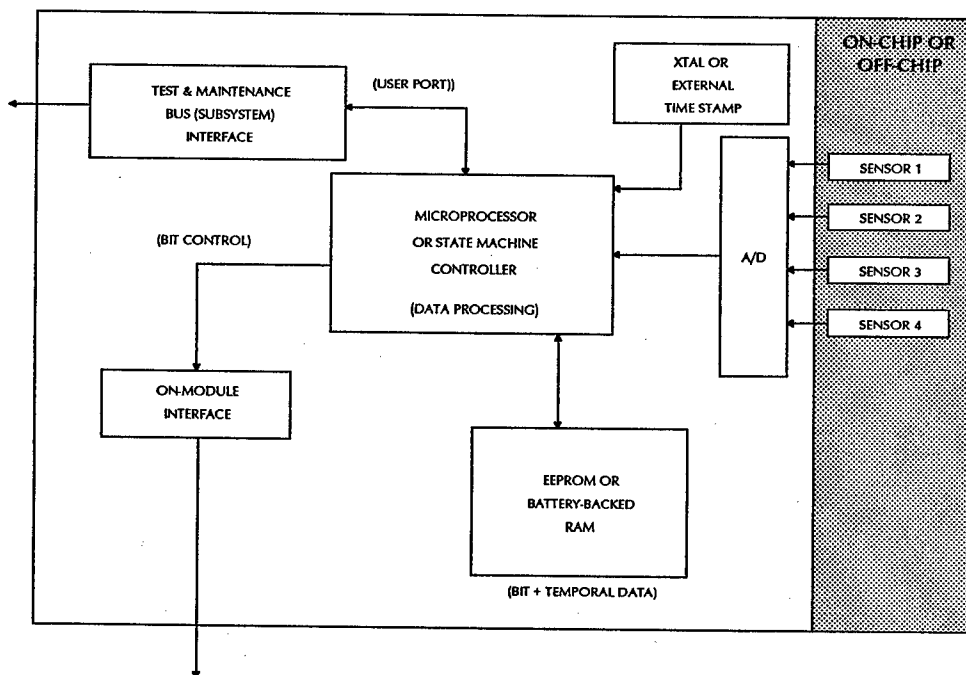 ON-CHIP OR
OFF-CHIP
TEST & MAINTENANCE
BUS (SUBSYSTEM)
INTERFACE
(USER PORT))
XTAL OR
EXTERNAL
TIME STAMP
SENSOR 1
SENSOR 2
SENSOR 3
SENSOR 4
A/D
MICROPROCESSOR
OR STATE MACHINE
CONTROLLER
(DATA PROCESSING)
(BIT CONTROL)
ON-MODULE
INTERFACE
EEPROM OR
BATTERY-BACKED
RAM
(BIT + TEMPORAL DATA)